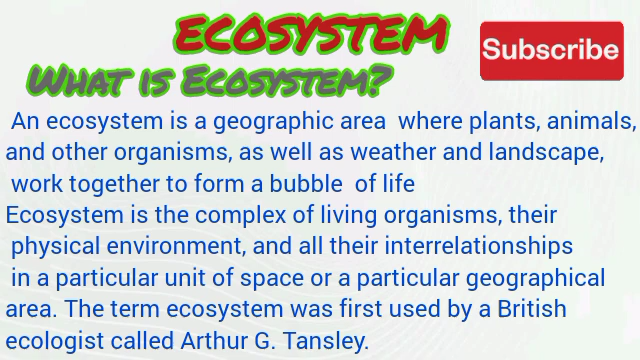 ECOSYSTEM
Subscribe
WHAT IS ECOSYSTEM?
An ecosystem is a geographic area where plants, animals,
and other organisms, as well as weather and landscape,
work together to form a bubble of life
Ecosystem is the complex of living organisms, their
physical environment, and all their interrelationships
in a particular unit of space or a particular geographical
area. The term ecosystem was first used by a British
ecologist called Arthur G. Tansley.